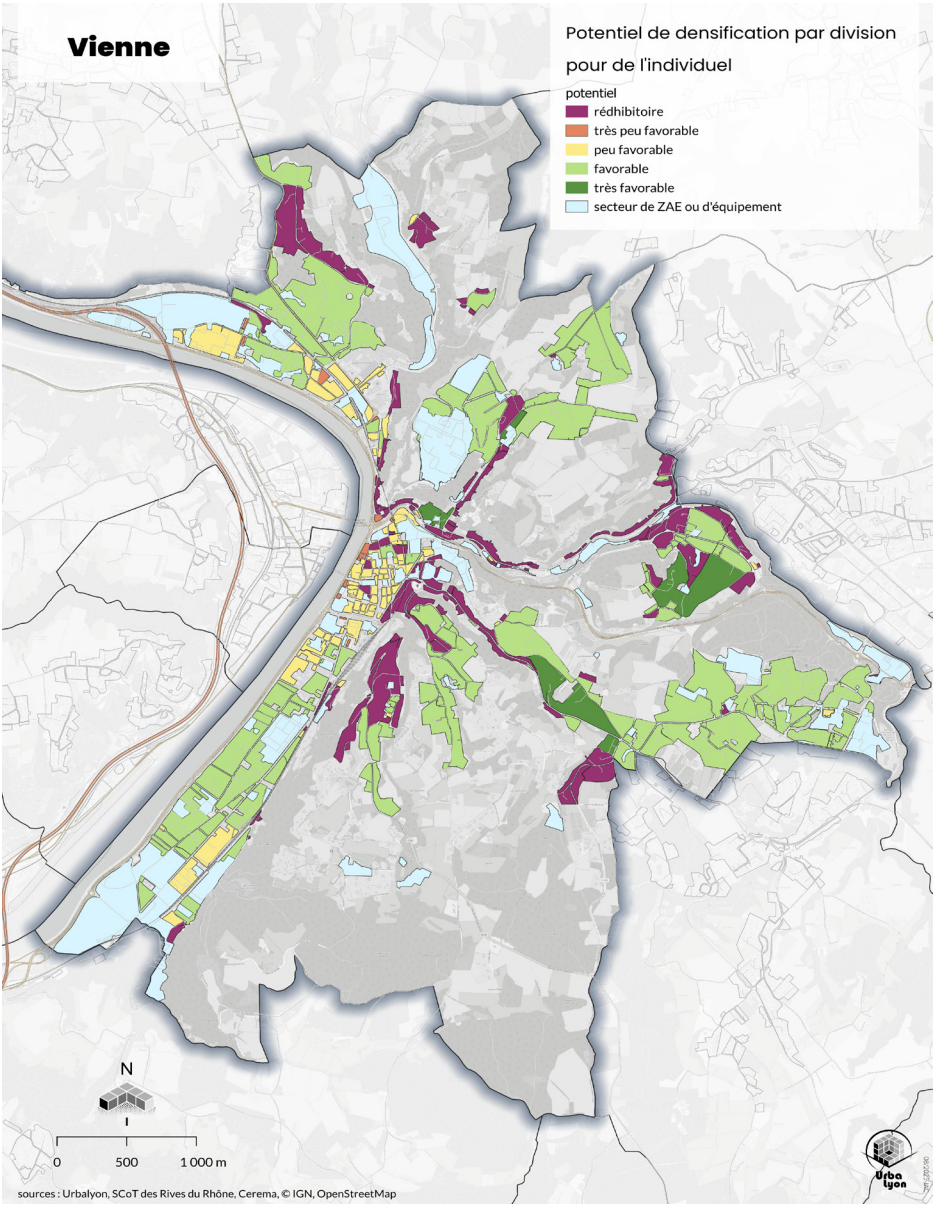 Vienne
Potentiel de densification par division
pour de l'individuel
potentiel
rédhibitoire
très peu favorable
peu favorable
favorable
très favorable
secteur de ZAE ou d'équipement
N
0 500 1 000 m
sources : Urbalyon, SCoT des Rives du Rhône, Cerema, © IGN, OpenStreetMap
Urba
Lyon